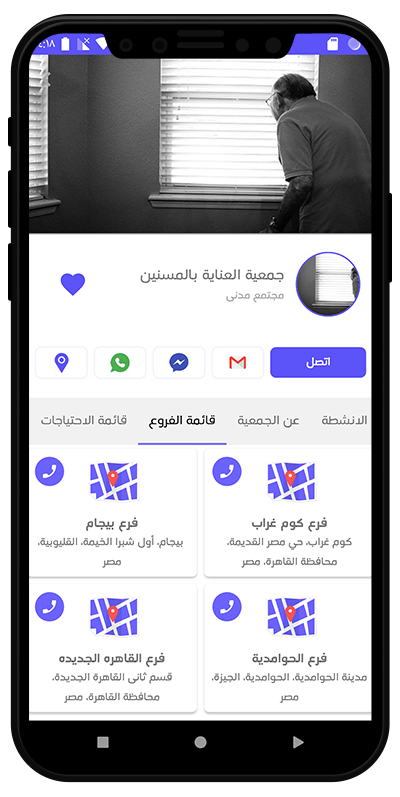 ٤:١٨
جمعية العناية بالمسنين
مجتمع مدنى
اتصل
الانشطة
عن الجمعية
قائمة الفروع
قائمة الاحتياجات
فرع كوم غراب
كوم غراب، حي مصر القديمة،
محافظة القاهرة، مصر
فرع بيجام
بيجام، أول شبرا الخيمة، القليوبية،
مصر
فرع الحوامدية
مدينة الحوامدية، الحوامدية، الجيزة،
مصر
فرع القاهره الجديده
قسم ثانى القاهرة الجديدة،
محافظة القاهرة، مصر